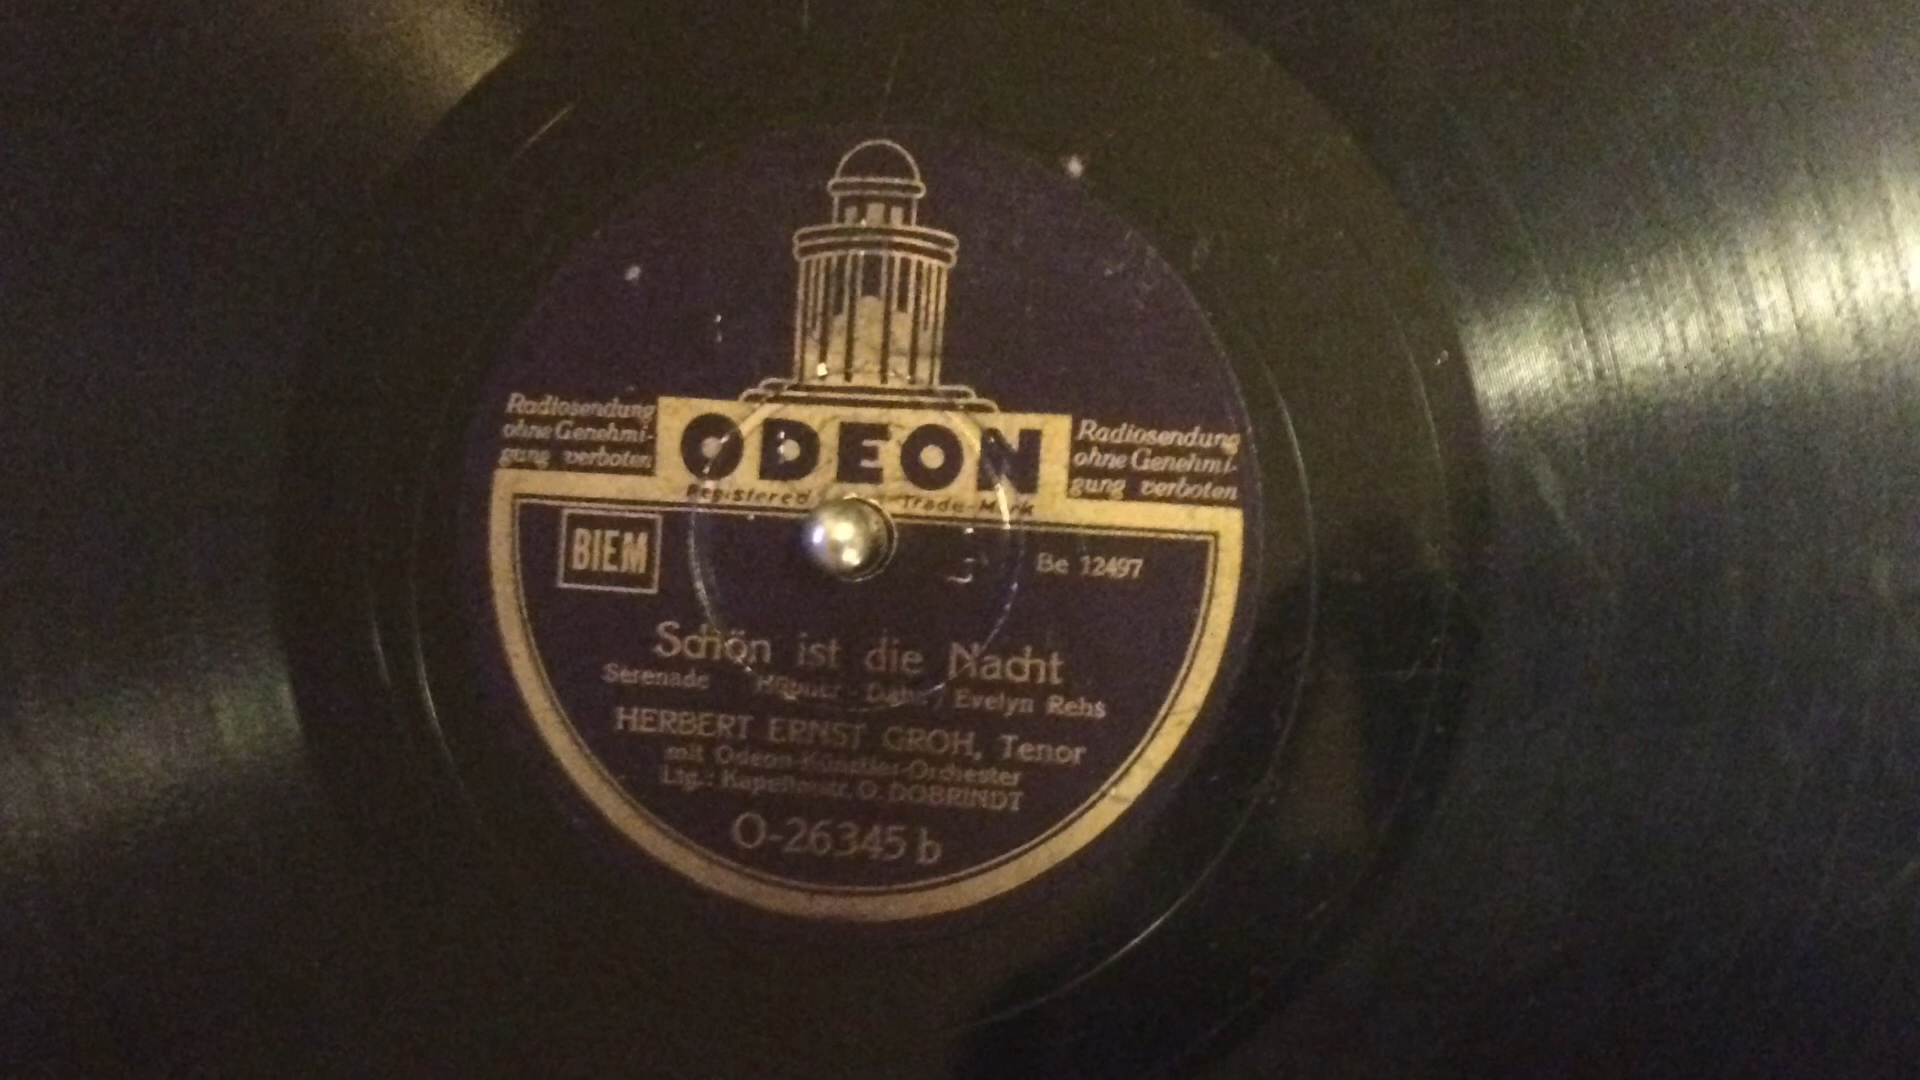 Radiosendung
ohne Genehmi-
gung verboten
ODEON
Registered Trade-Mark
Radiosendung
ohne Genehmi-
gung verboten
BIEM
Be 12497
Schön ist die Nacht
Serenade / Evelyn Rehs
HERBERT ERNST GROH, Tenor
mit Odeon-Künstler-Orchester
Ltg.: Kapellmstr. O. DOBRINDT
O-26345 b